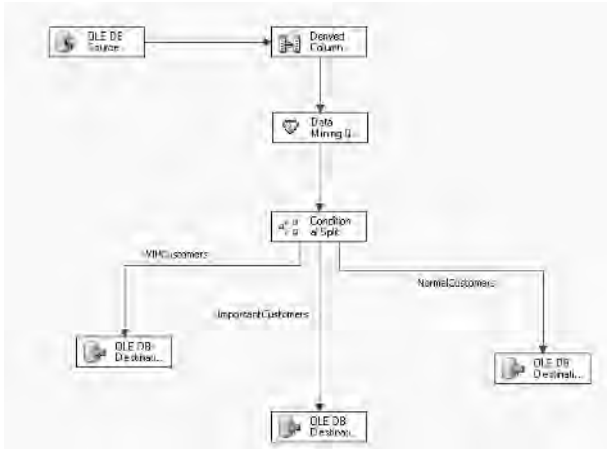 OLE DB
Source...
Derived
Column...
Data
Mining Q...
Condition
al Split
VIPCustomers
NormalCustomers
ImportantCustomers
OLE DB
Destinati...
OLE DB
Destinati...
OLE DB
Destinati...